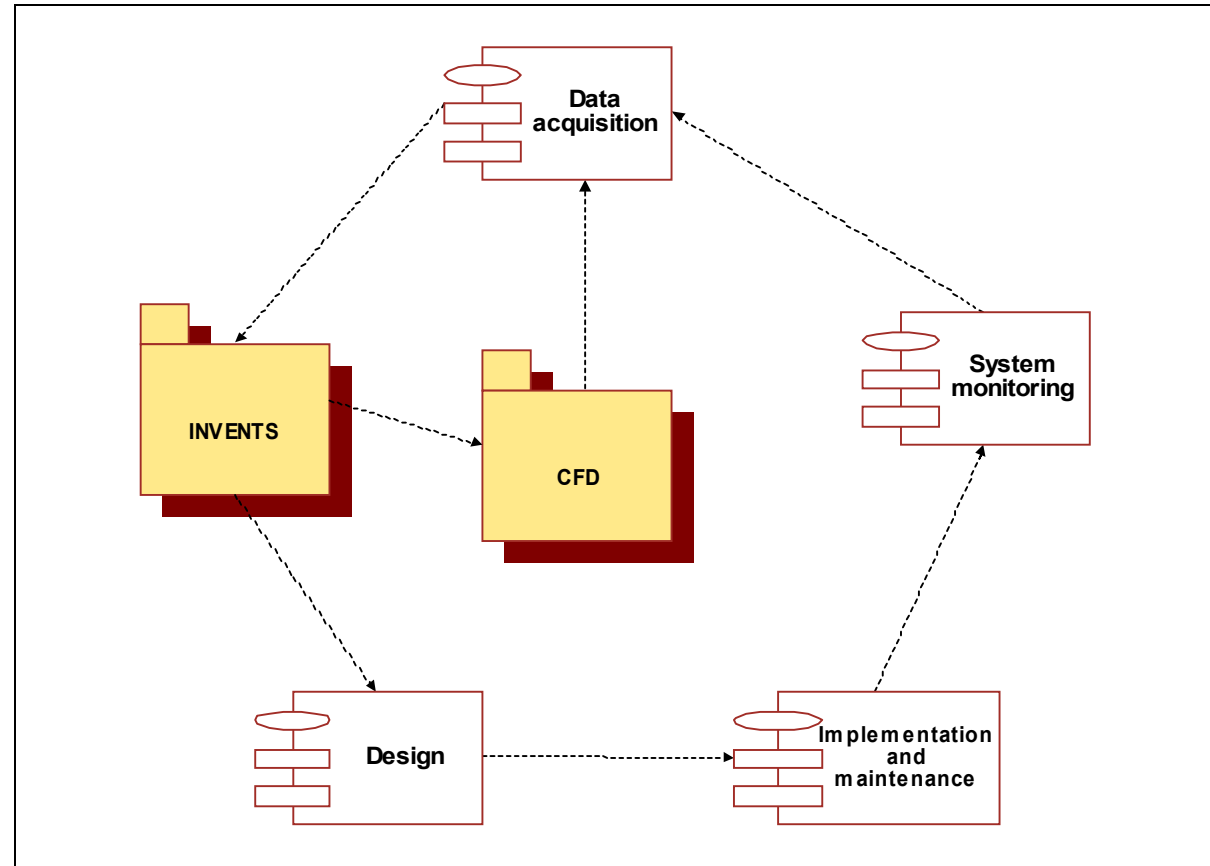 Data
acquisition
System
monitoring
INVENTS
CFD
Design
Implementation
and
maintenance